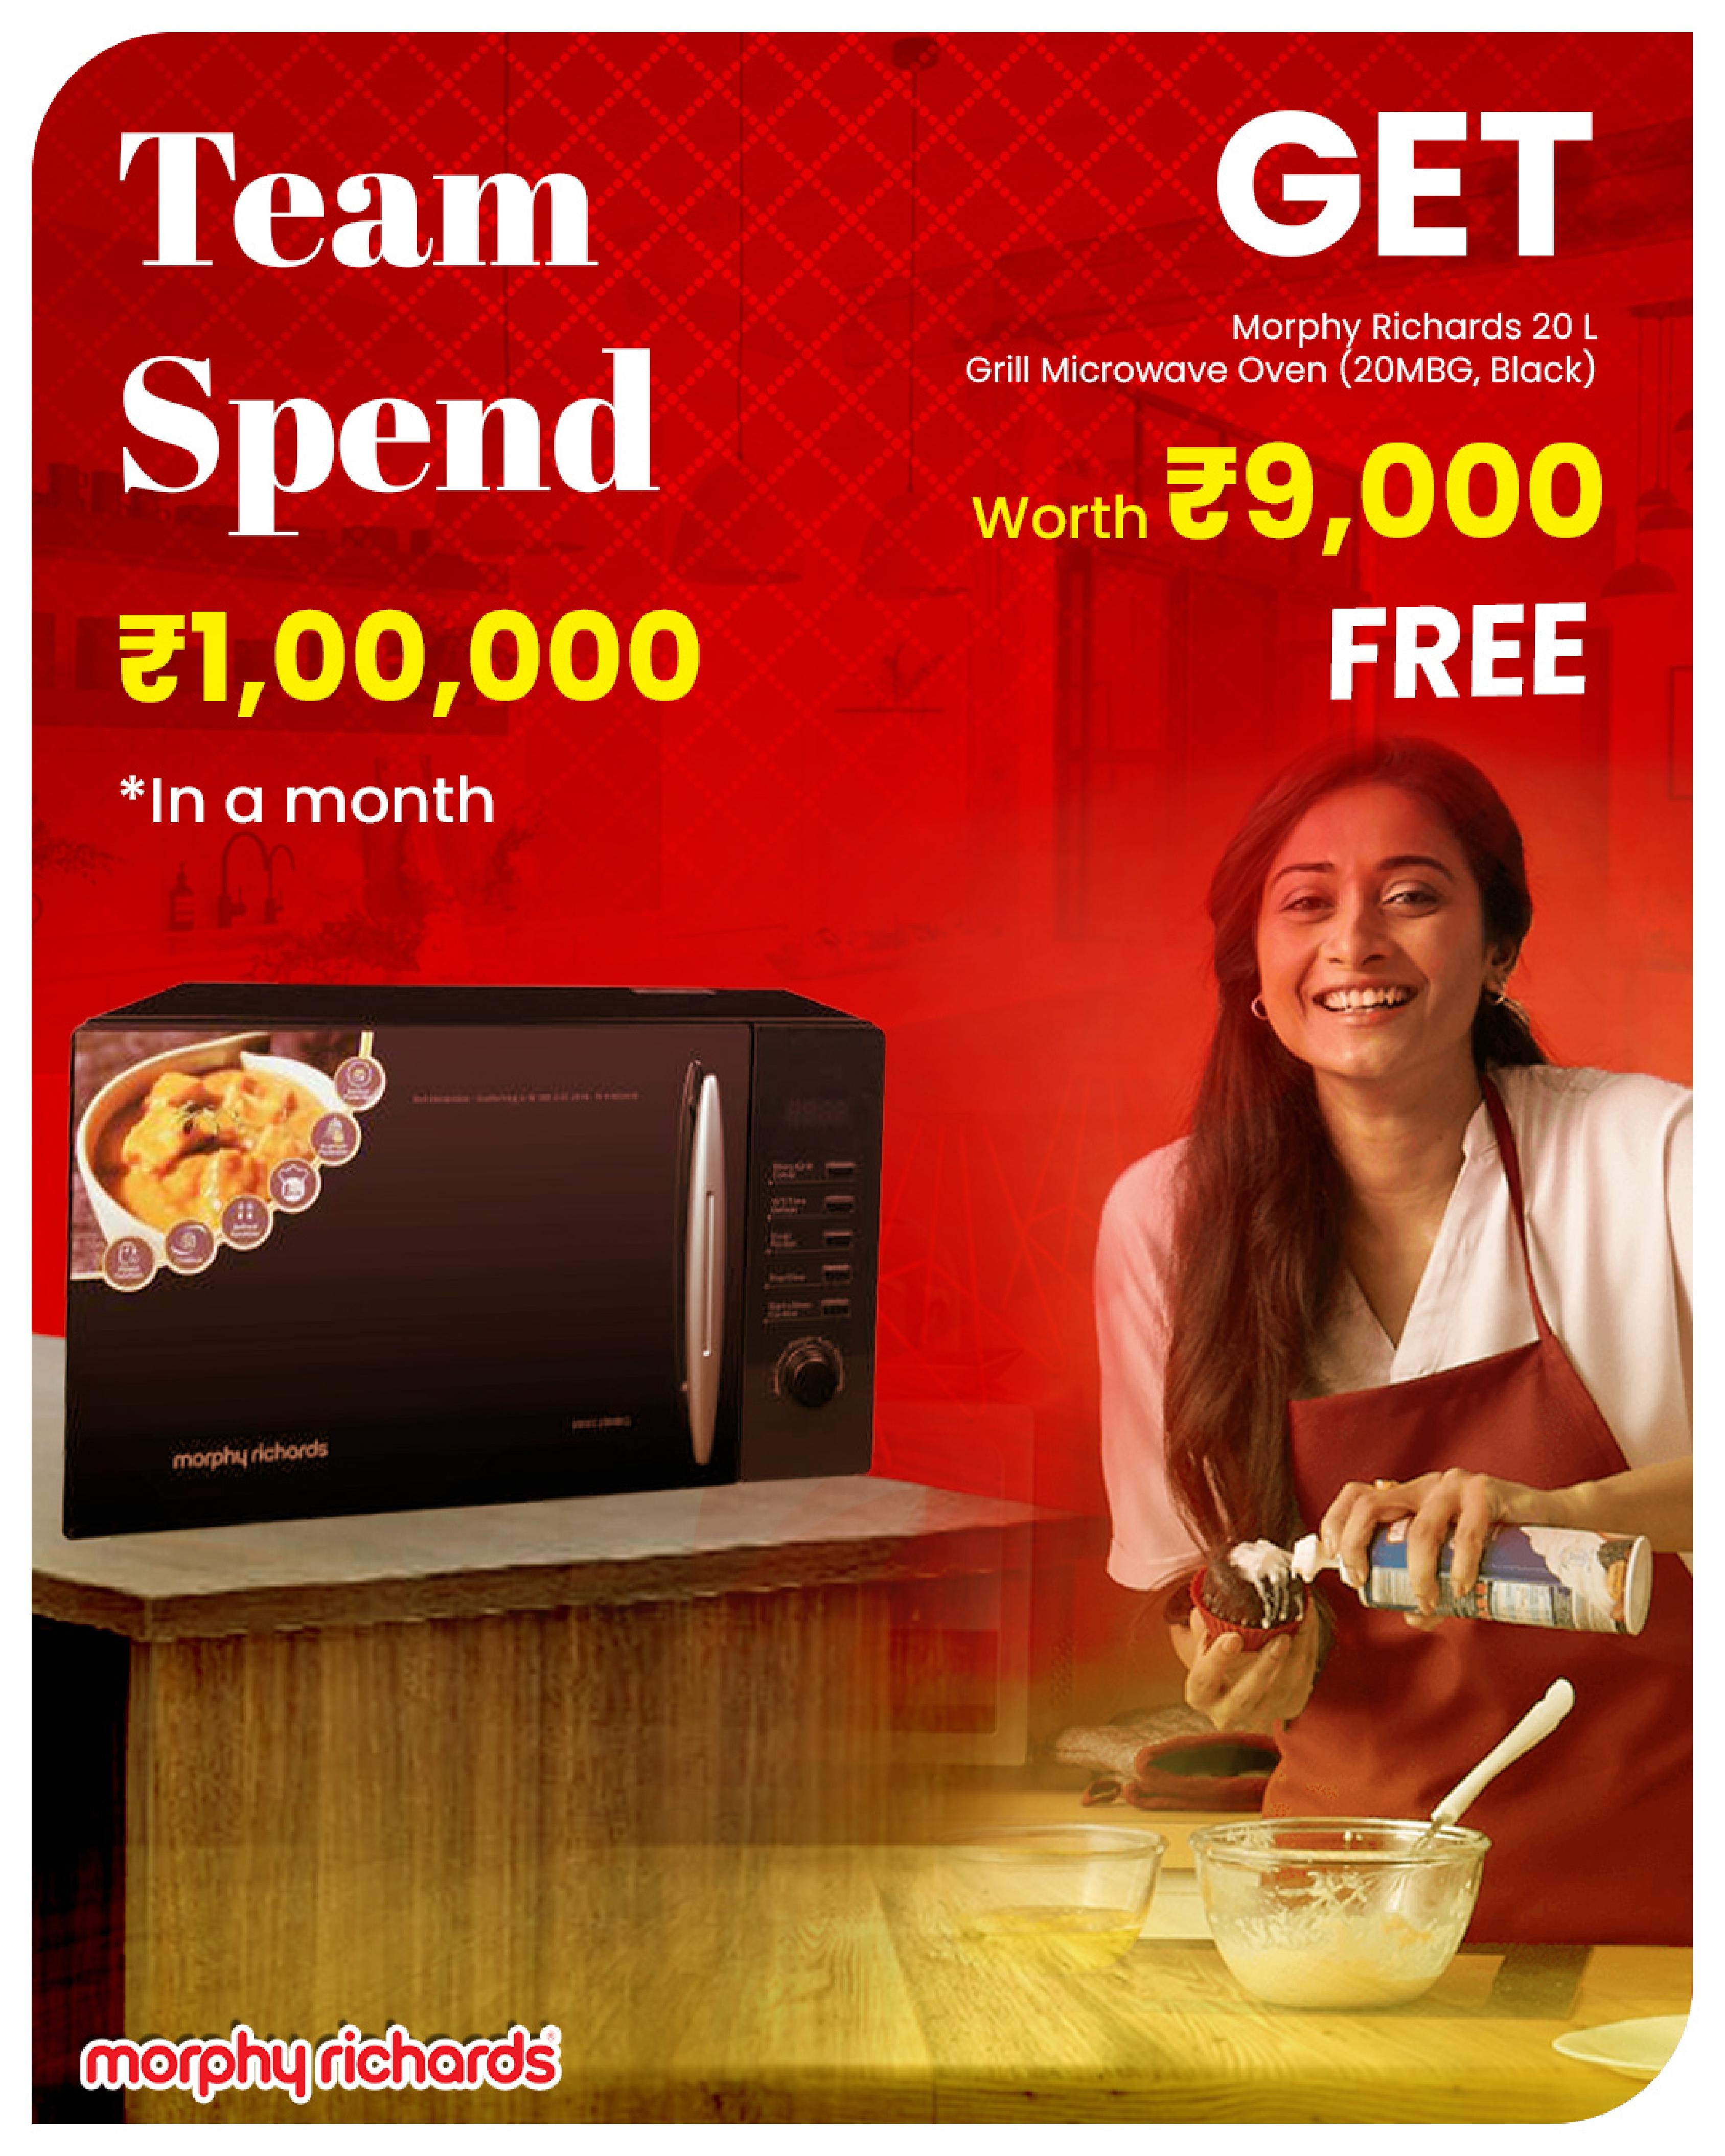 Team
Spend
₹1,00,000
*In a month
GET
Morphy Richards 20 L
Grill Microwave Oven (20MBG, Black)
Worth ₹9,000
FREE
morphy richards
morphy richards®